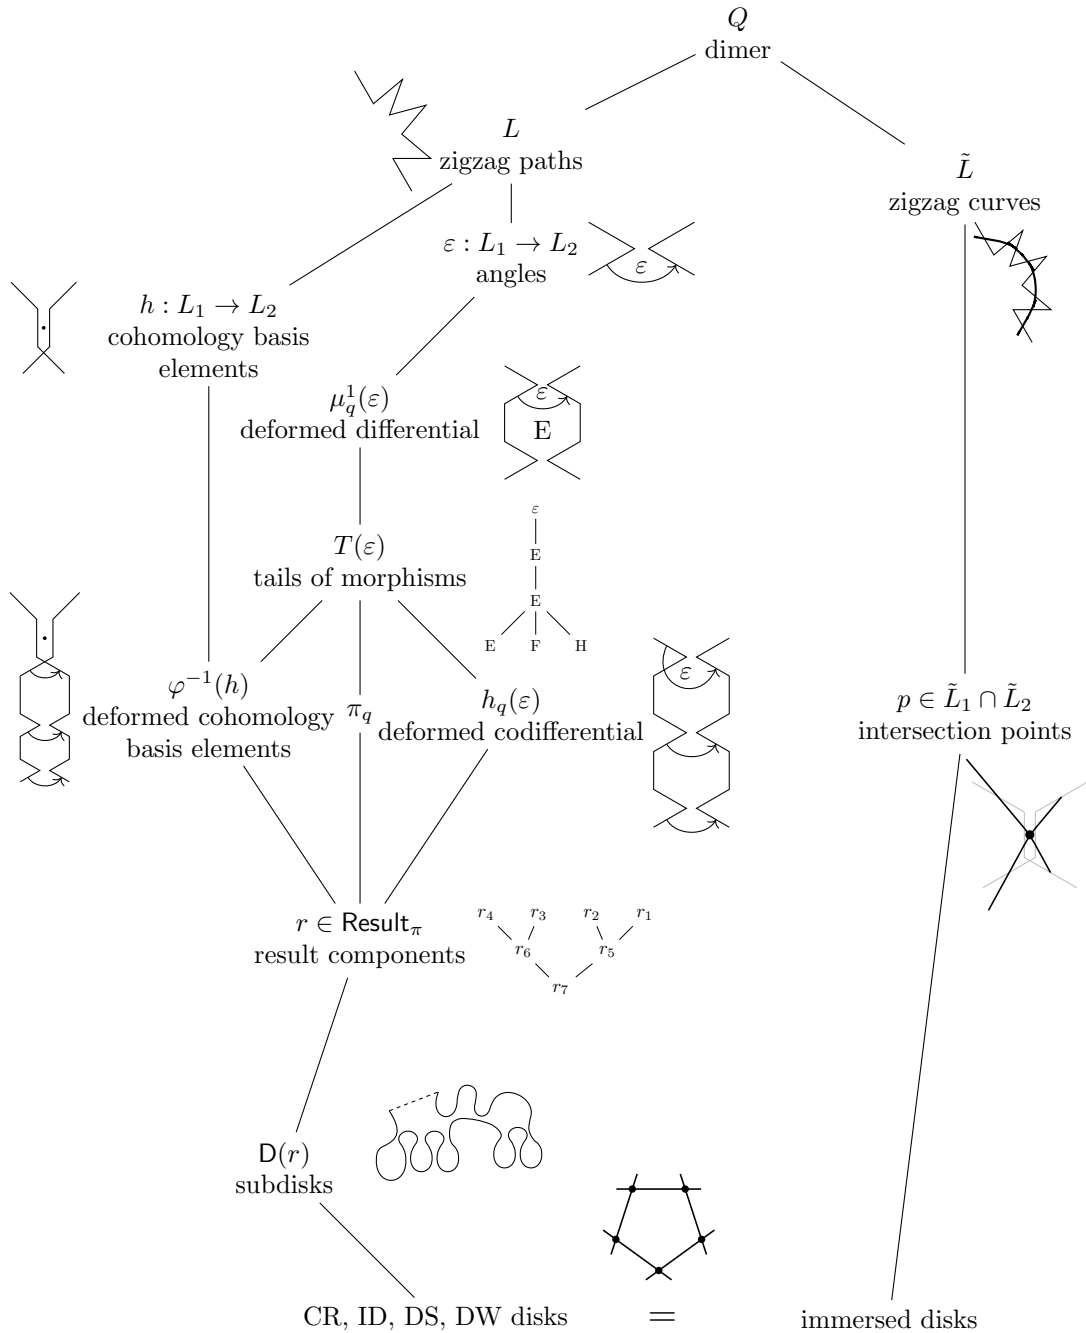 Q
dimer
L
zigzag paths
L̃
zigzag curves
ε : L₁ → L₂
angles
ε
h : L₁ → L₂
cohomology basis
elements
μ¹_q(ε)
deformed differential
ε
E
T(ε)
tails of morphisms
ε
E
E
E F H
φ⁻¹(h)
deformed cohomology
basis elements
π_q
h_q(ε)
deformed codifferential
ε
p ∈ L̃₁ ∩ L̃₂
intersection points
r ∈ Result_π
result components
r₄ r₃ r₂ r₁
r₆ r₅
r₇
D(r)
subdisks
CR, ID, DS, DW disks = immersed disks